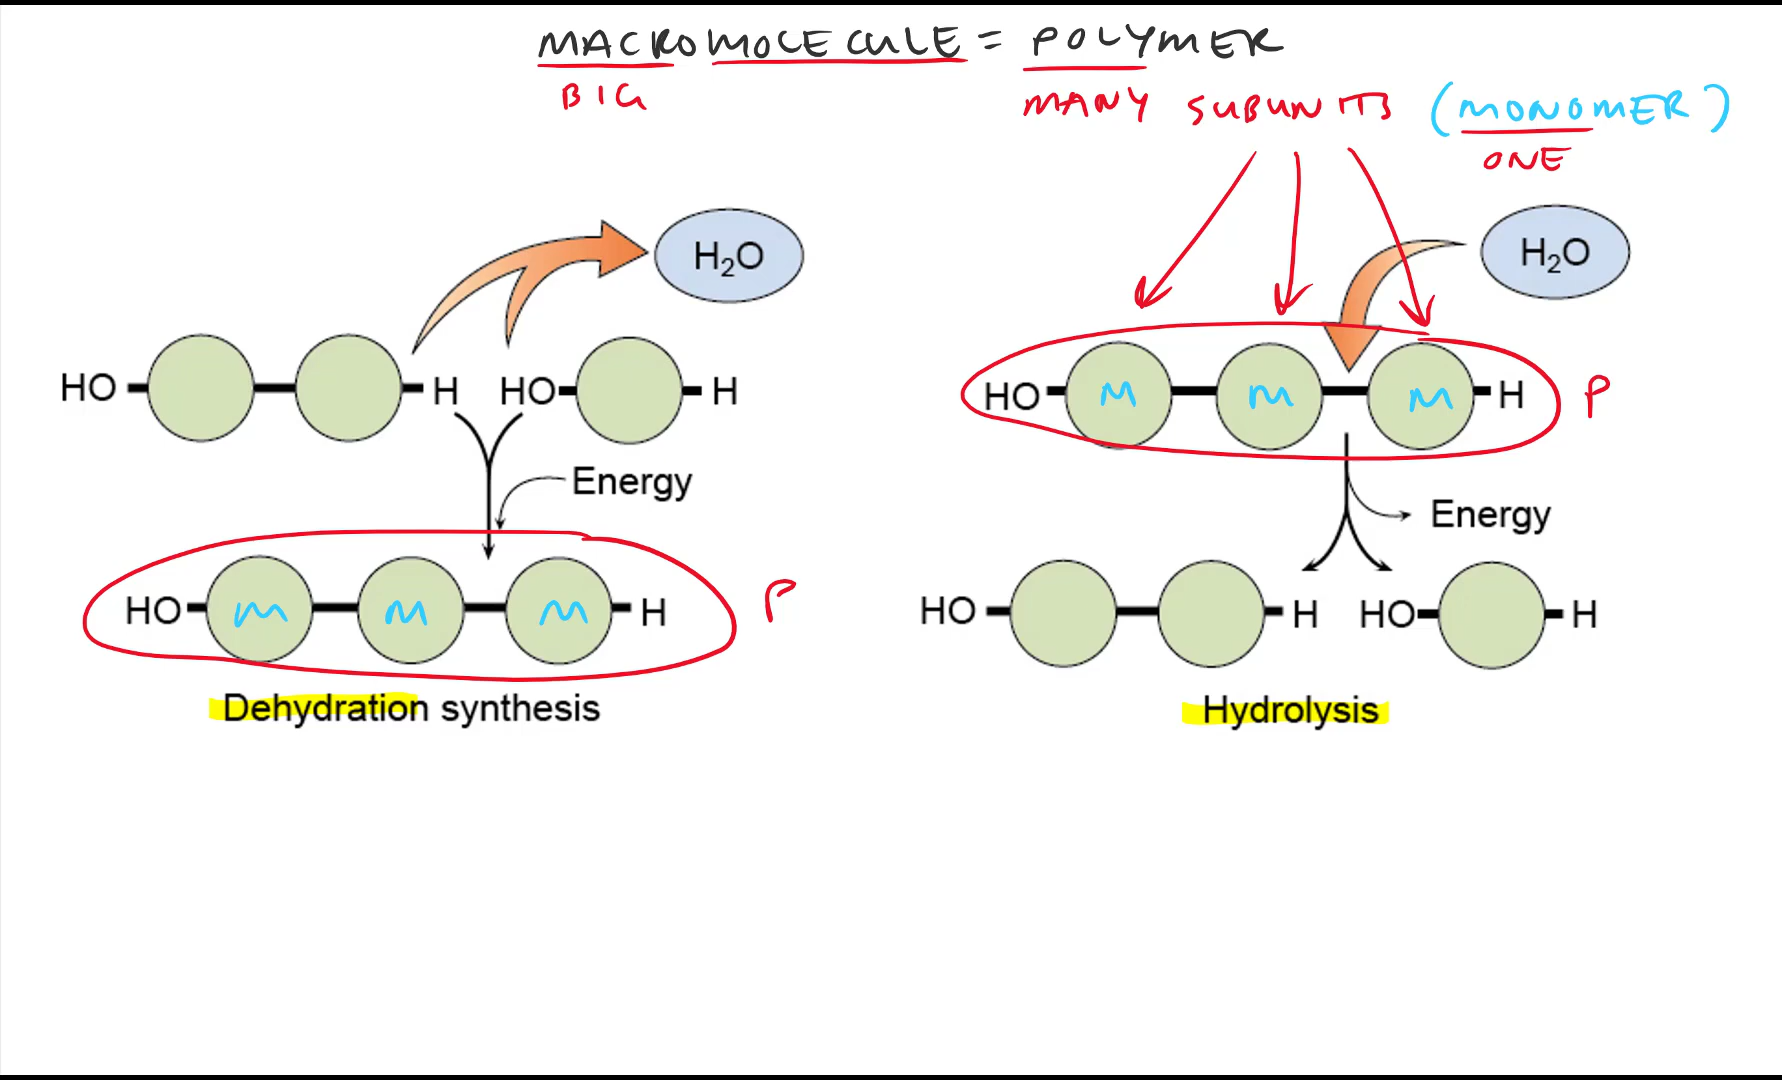 MACROMOLECULE = POLYMER
BIG
MANY SUBUNITS (MONOMER)
ONE
H₂O
HO H HO H
Energy
HO m m m H P
Dehydration synthesis
H₂O
HO M m m H P
Energy
HO H HO H
Hydrolysis